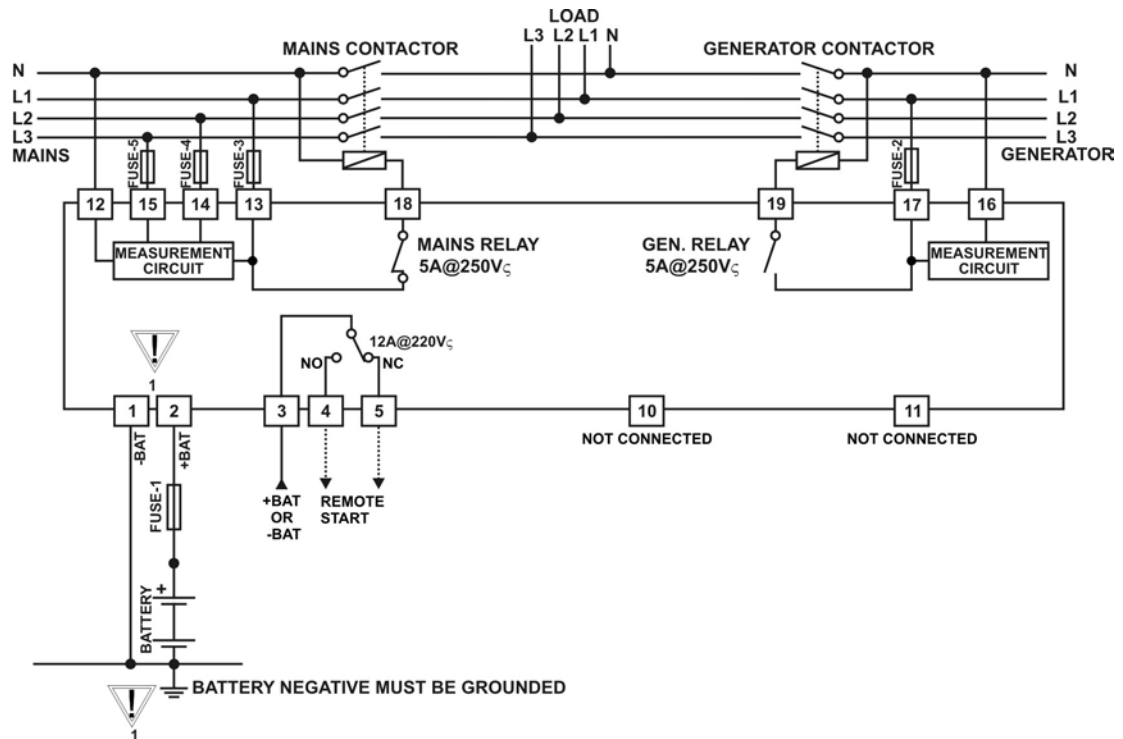 LOAD
L3 L2 L1 N
MAINS CONTACTOR
GENERATOR CONTACTOR
N
L1
L2
L3
MAINS
N
L1
L2
L3
GENERATOR
FUSE-5
FUSE-4
FUSE-3
FUSE-2
12
15
14
13
18
19
17
16
MEASUREMENT
CIRCUIT
MAINS RELAY
5A@250Vς
GEN. RELAY
5A@250Vς
MEASUREMENT
CIRCUIT
12A@220Vς
NO
NC
!
1
1
2
3
4
5
10
11
NOT CONNECTED
NOT CONNECTED
-BAT
+BAT
FUSE-1
+BAT
OR
-BAT
REMOTE
START
BATTERY
+
BATTERY NEGATIVE MUST BE GROUNDED
!
1